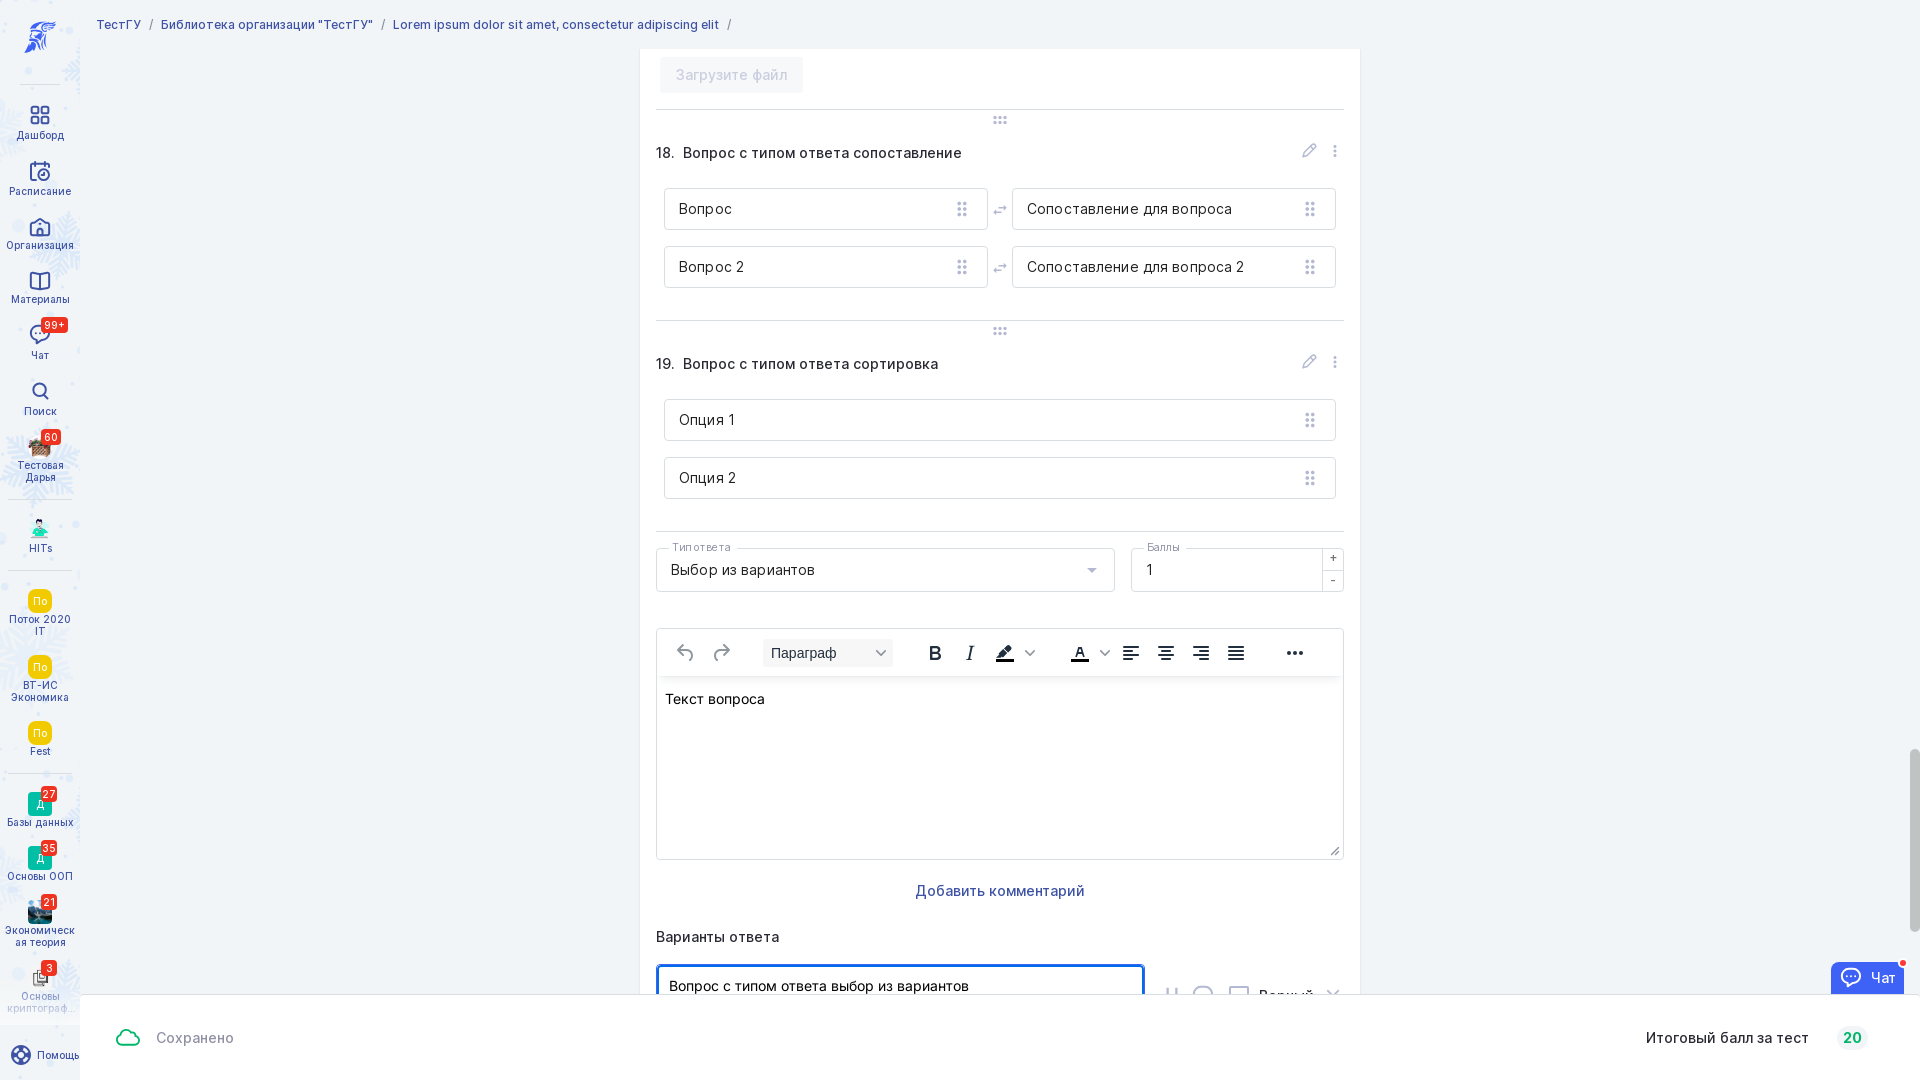 ТестГУ / Библиотека организации "ТестГУ" / Lorem ipsum dolor sit amet, consectetur adipiscing elit /
Дашборд
Расписание
Организация
Материалы
99+
Чат
Поиск
60
Тестовая
Дарья
HITs
По
Поток 2020
IT
По
ВТ-ИС
Экономика
По
Fest
27
Д
Базы данных
35
Д
Основы ООП
21
Экономическ
ая теория
3
Основы
криптограф...
Помощь
Загрузите файл
18. Вопрос с типом ответа сопоставление
Вопрос
Сопоставление для вопроса
Вопрос 2
Сопоставление для вопроса 2
19. Вопрос с типом ответа сортировка
Опция 1
Опция 2
Тип ответа
Выбор из вариантов
Баллы
1
+
-
Параграф
B I A
Текст вопроса
Добавить комментарий
Варианты ответа
Вопрос с типом ответа выбор из вариантов
Верный
Чат
Сохранено
Итоговый балл за тест 20